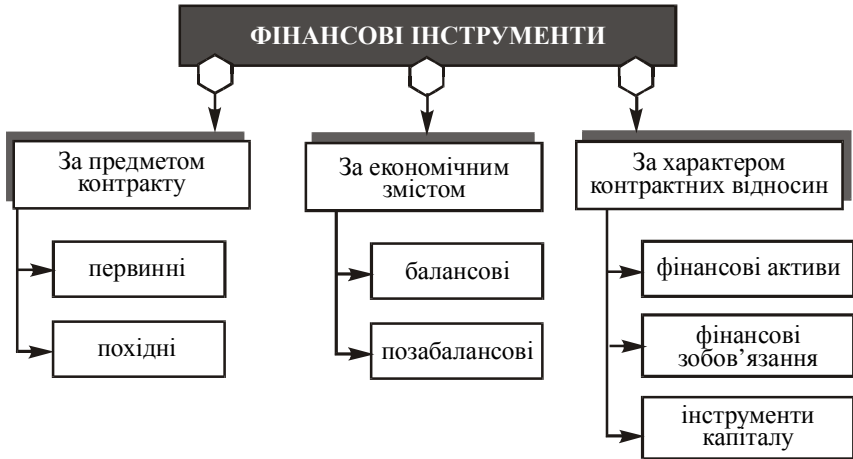 ФІНАНСОВІ ІНСТРУМЕНТИ
За предметом
контракту
первинні
похідні
За економічним
змістом
балансові
позабалансові
За характером
контрактних відносин
фінансові активи
фінансові
зобов’язання
інструменти
капіталу